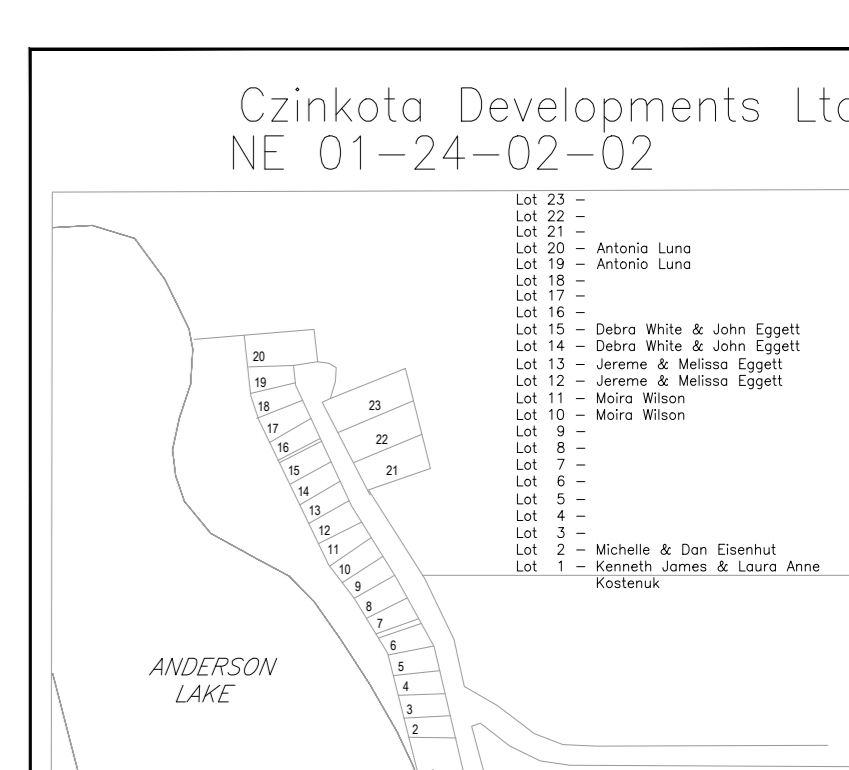 Czinkota Developments Ltd
NE 01-24-02-02
Lot 23 -
Lot 22 -
Lot 21 -
Lot 20 - Antonia Luna
Lot 19 - Antonio Luna
Lot 18 -
Lot 17 -
Lot 16 -
Lot 15 - Debra White & John Eggett
Lot 14 - Debra White & John Eggett
Lot 13 - Jereme & Melissa Eggett
Lot 12 - Jereme & Melissa Eggett
Lot 11 - Moira Wilson
Lot 10 - Moira Wilson
Lot 9 -
Lot 8 -
Lot 7 -
Lot 6 -
Lot 5 -
Lot 4 -
Lot 3 -
Lot 2 - Michelle & Dan Eisenhut
Lot 1 - Kenneth James & Laura Anne
Kostenuk
20
19
18
17
16
15
14
13
12
11
10
9
8
7
6
5
4
3
2
23
22
21
ANDERSON
LAKE